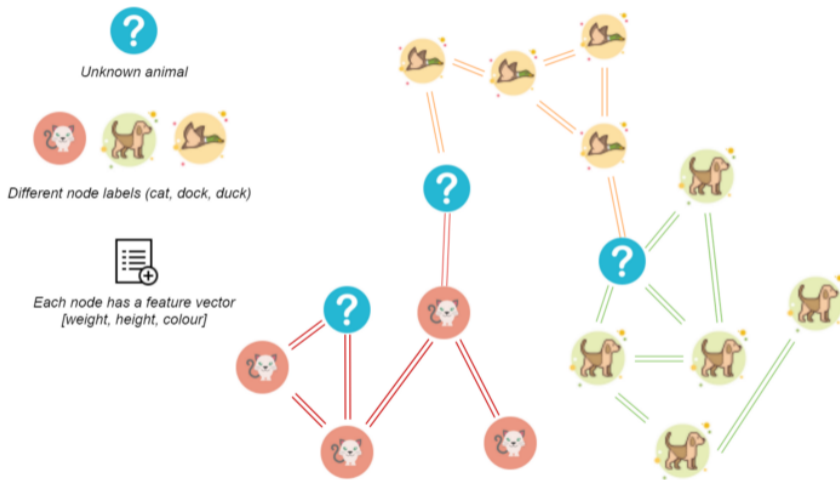 ?
Unknown animal
Different node labels (cat, dock, duck)
Each node has a feature vector
[weight, height, colour]
?
?
?